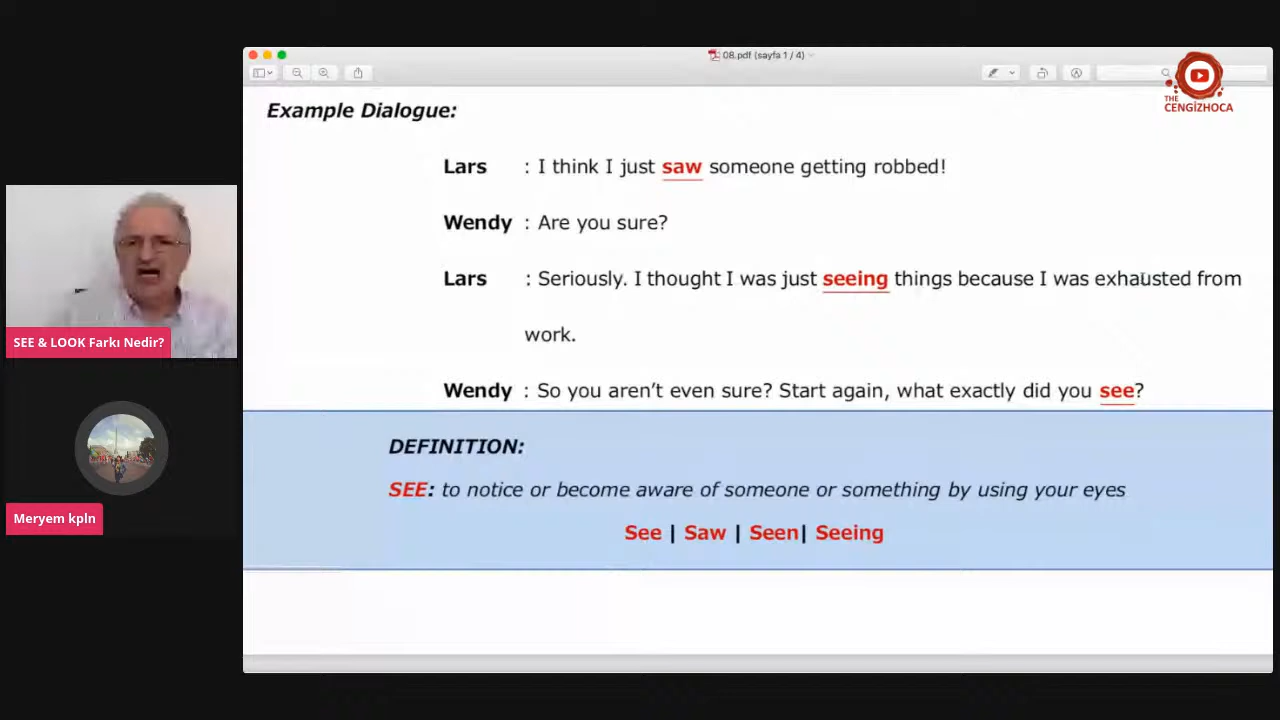 08.pdf (sayfa 1 / 4)
THE
CENGİZHOCA
Example Dialogue:
Lars : I think I just saw someone getting robbed!
Wendy : Are you sure?
Lars : Seriously. I thought I was just seeing things because I was exhausted from
work.
Wendy : So you aren’t even sure? Start again, what exactly did you see?
DEFINITION:
SEE: to notice or become aware of someone or something by using your eyes
See | Saw | Seen| Seeing
SEE & LOOK Farkı Nedir?
Meryem kpln